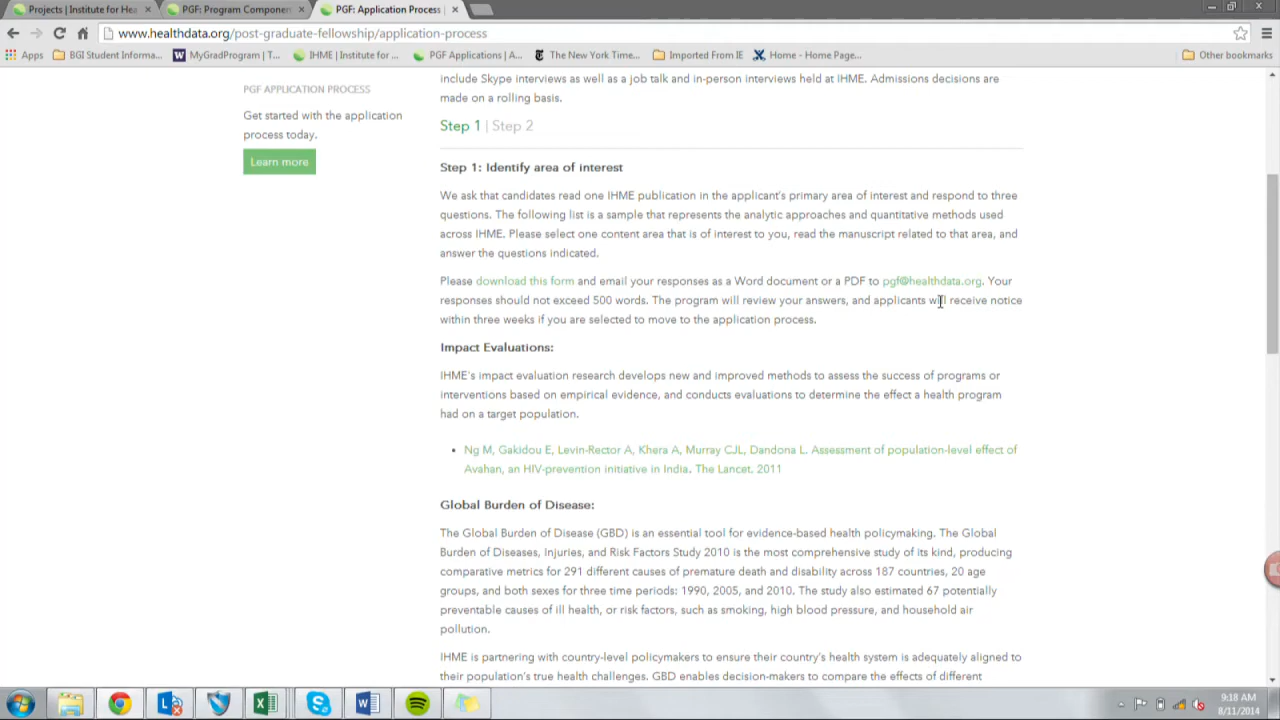 Projects | Institute for Hea
PGF: Program Componen
PGF: Application Process |
www.healthdata.org/post-graduate-fellowship/application-process
Apps
BGI Student Informa...
MyGradProgram | T...
IHME | Institute for ...
PGF Applications | A...
The New York Time...
Imported From IE
Home - Home Page...
Other bookmarks
PGF APPLICATION PROCESS
Get started with the application
process today.
Learn more
include Skype interviews as well as a job talk and in-person interviews held at IHME. Admissions decisions are
made on a rolling basis.
Step 1 | Step 2
Step 1: Identify area of interest
We ask that candidates read one IHME publication in the applicant's primary area of interest and respond to three
questions. The following list is a sample that represents the analytic approaches and quantitative methods used
across IHME. Please select one content area that is of interest to you, read the manuscript related to that area, and
answer the questions indicated.
Please download this form and email your responses as a Word document or a PDF to pgf@healthdata.org. Your
responses should not exceed 500 words. The program will review your answers, and applicants will receive notice
within three weeks if you are selected to move to the application process.
Impact Evaluations:
IHME's impact evaluation research develops new and improved methods to assess the success of programs or
interventions based on empirical evidence, and conducts evaluations to determine the effect a health program
had on a target population.
• Ng M, Gakidou E, Levin-Rector A, Khera A, Murray CJL, Dandona L. Assessment of population-level effect of
Avahan, an HIV-prevention initiative in India. The Lancet. 2011
Global Burden of Disease:
The Global Burden of Disease (GBD) is an essential tool for evidence-based health policymaking. The Global
Burden of Diseases, Injuries, and Risk Factors Study 2010 is the most comprehensive study of its kind, producing
comparative metrics for 291 different causes of premature death and disability across 187 countries, 20 age
groups, and both sexes for three time periods: 1990, 2005, and 2010. The study also estimated 67 potentially
preventable causes of ill health, or risk factors, such as smoking, high blood pressure, and household air
pollution.
IHME is partnering with country-level policymakers to ensure their country's health system is adequately aligned to
their population's true health challenges. GBD enables decision-makers to compare the effects of different
9:18 AM
8/11/2014